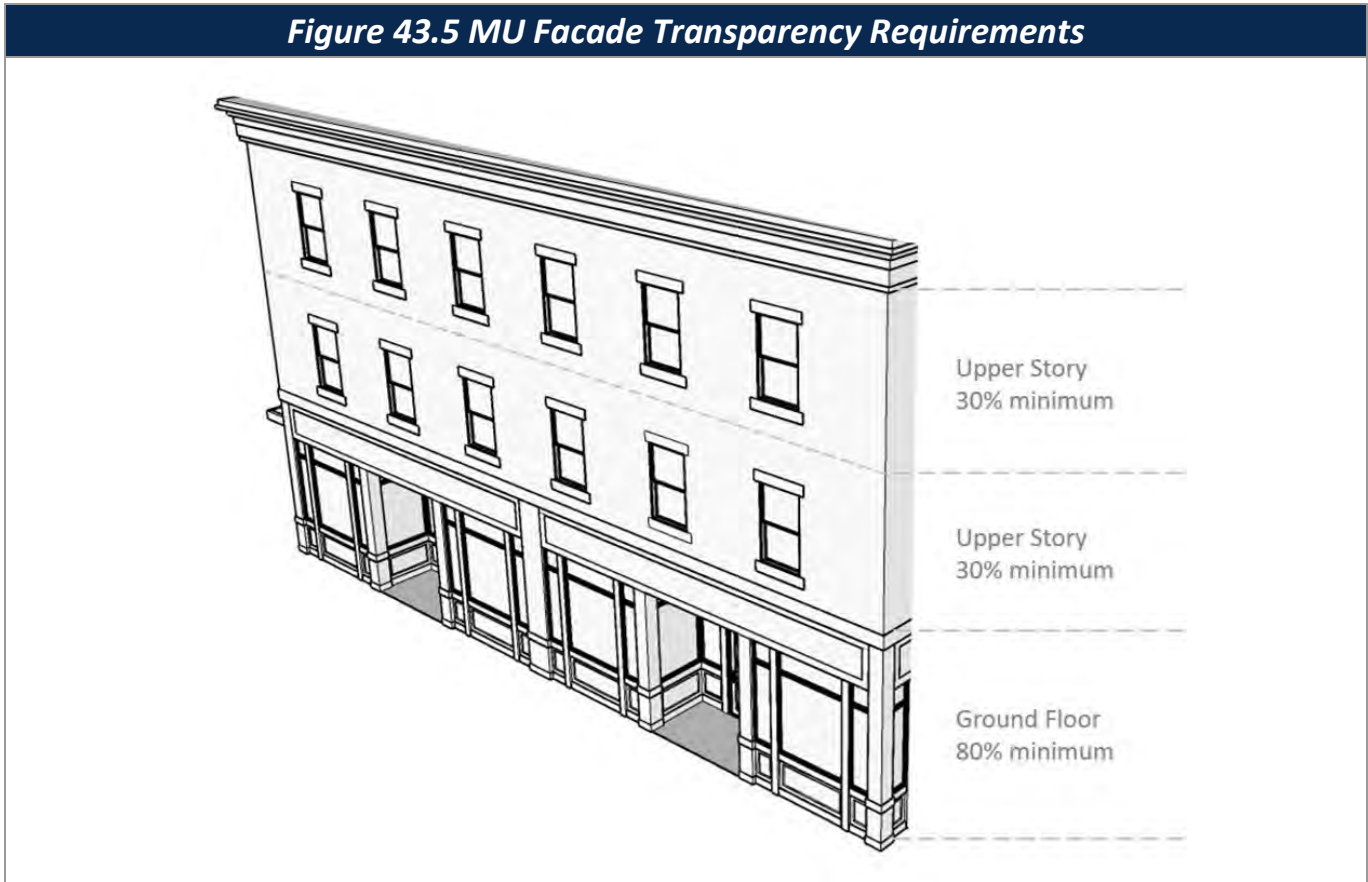 Figure 43.5 MU Facade Transparency Requirements
Upper Story
30% minimum
Upper Story
30% minimum
Ground Floor
80% minimum